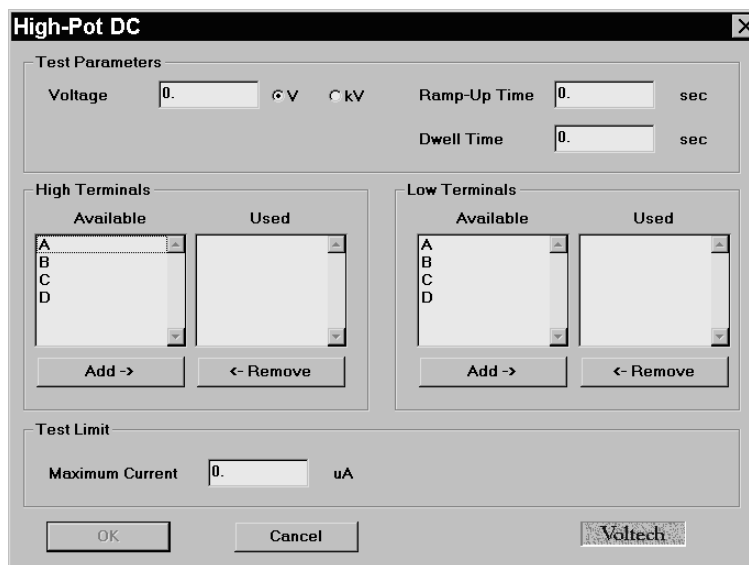 High-Pot DC
Test Parameters
Voltage 0. V kV Ramp-Up Time 0. sec
Dwell Time 0. sec
High Terminals
Available Used
A
B
C
D
Add -> <- Remove
Low Terminals
Available Used
A
B
C
D
Add -> <- Remove
Test Limit
Maximum Current 0. uA
OK Cancel Voltech